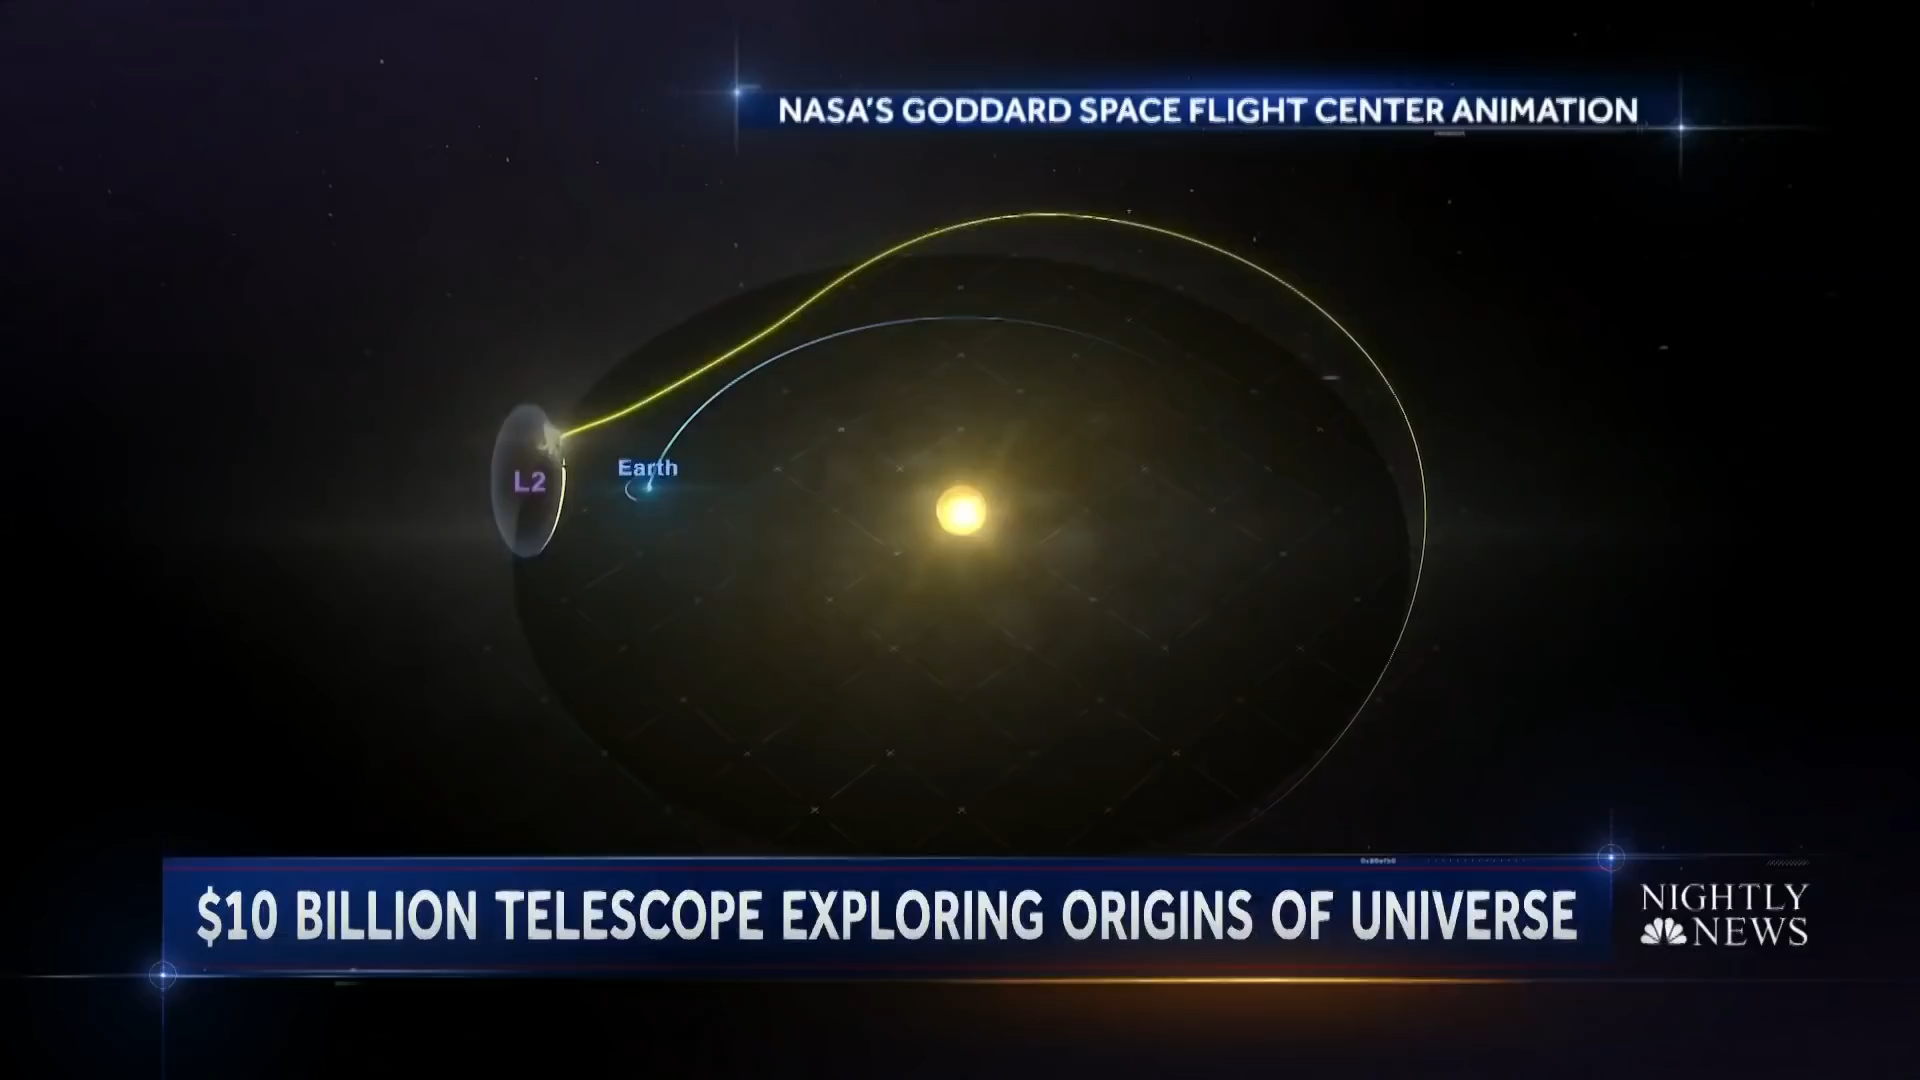 NASA'S GODDARD SPACE FLIGHT CENTER ANIMATION
Earth
L2
$10 BILLION TELESCOPE EXPLORING ORIGINS OF UNIVERSE
NIGHTLY
NEWS